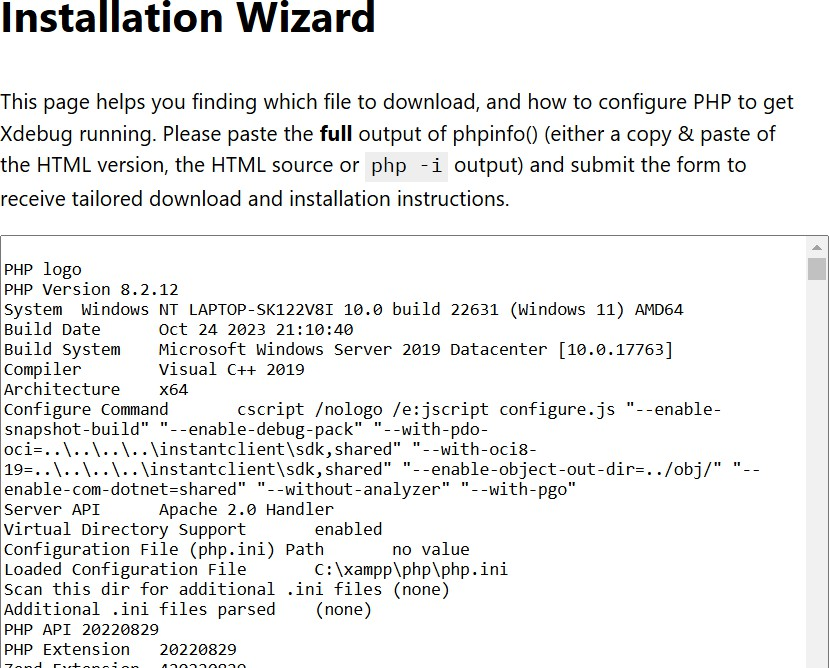 Installation Wizard
This page helps you finding which file to download, and how to configure PHP to get
Xdebug running. Please paste the full output of phpinfo() (either a copy & paste of
the HTML version, the HTML source or php -i output) and submit the form to
receive tailored download and installation instructions.
PHP logo
PHP Version 8.2.12
System Windows NT LAPTOP-SK122V8I 10.0 build 22631 (Windows 11) AMD64
Build Date Oct 24 2023 21:10:40
Build System Microsoft Windows Server 2019 Datacenter [10.0.17763]
Compiler Visual C++ 2019
Architecture x64
Configure Command cscript /nologo /e:jscript configure.js "--enable-
snapshot-build" "--enable-debug-pack" "--with-pdo-
oci=..\..\..\..\instantclient\sdk,shared" "--with-oci8-
19=..\..\..\..\instantclient\sdk,shared" "--enable-object-out-dir=../obj/" "--
enable-com-dotnet=shared" "--without-analyzer" "--with-pgo"
Server API Apache 2.0 Handler
Virtual Directory Support enabled
Configuration File (php.ini) Path no value
Loaded Configuration File C:\xampp\php\php.ini
Scan this dir for additional .ini files (none)
Additional .ini files parsed (none)
PHP API 20220829
PHP Extension 20220829
Zend Extension 420220829